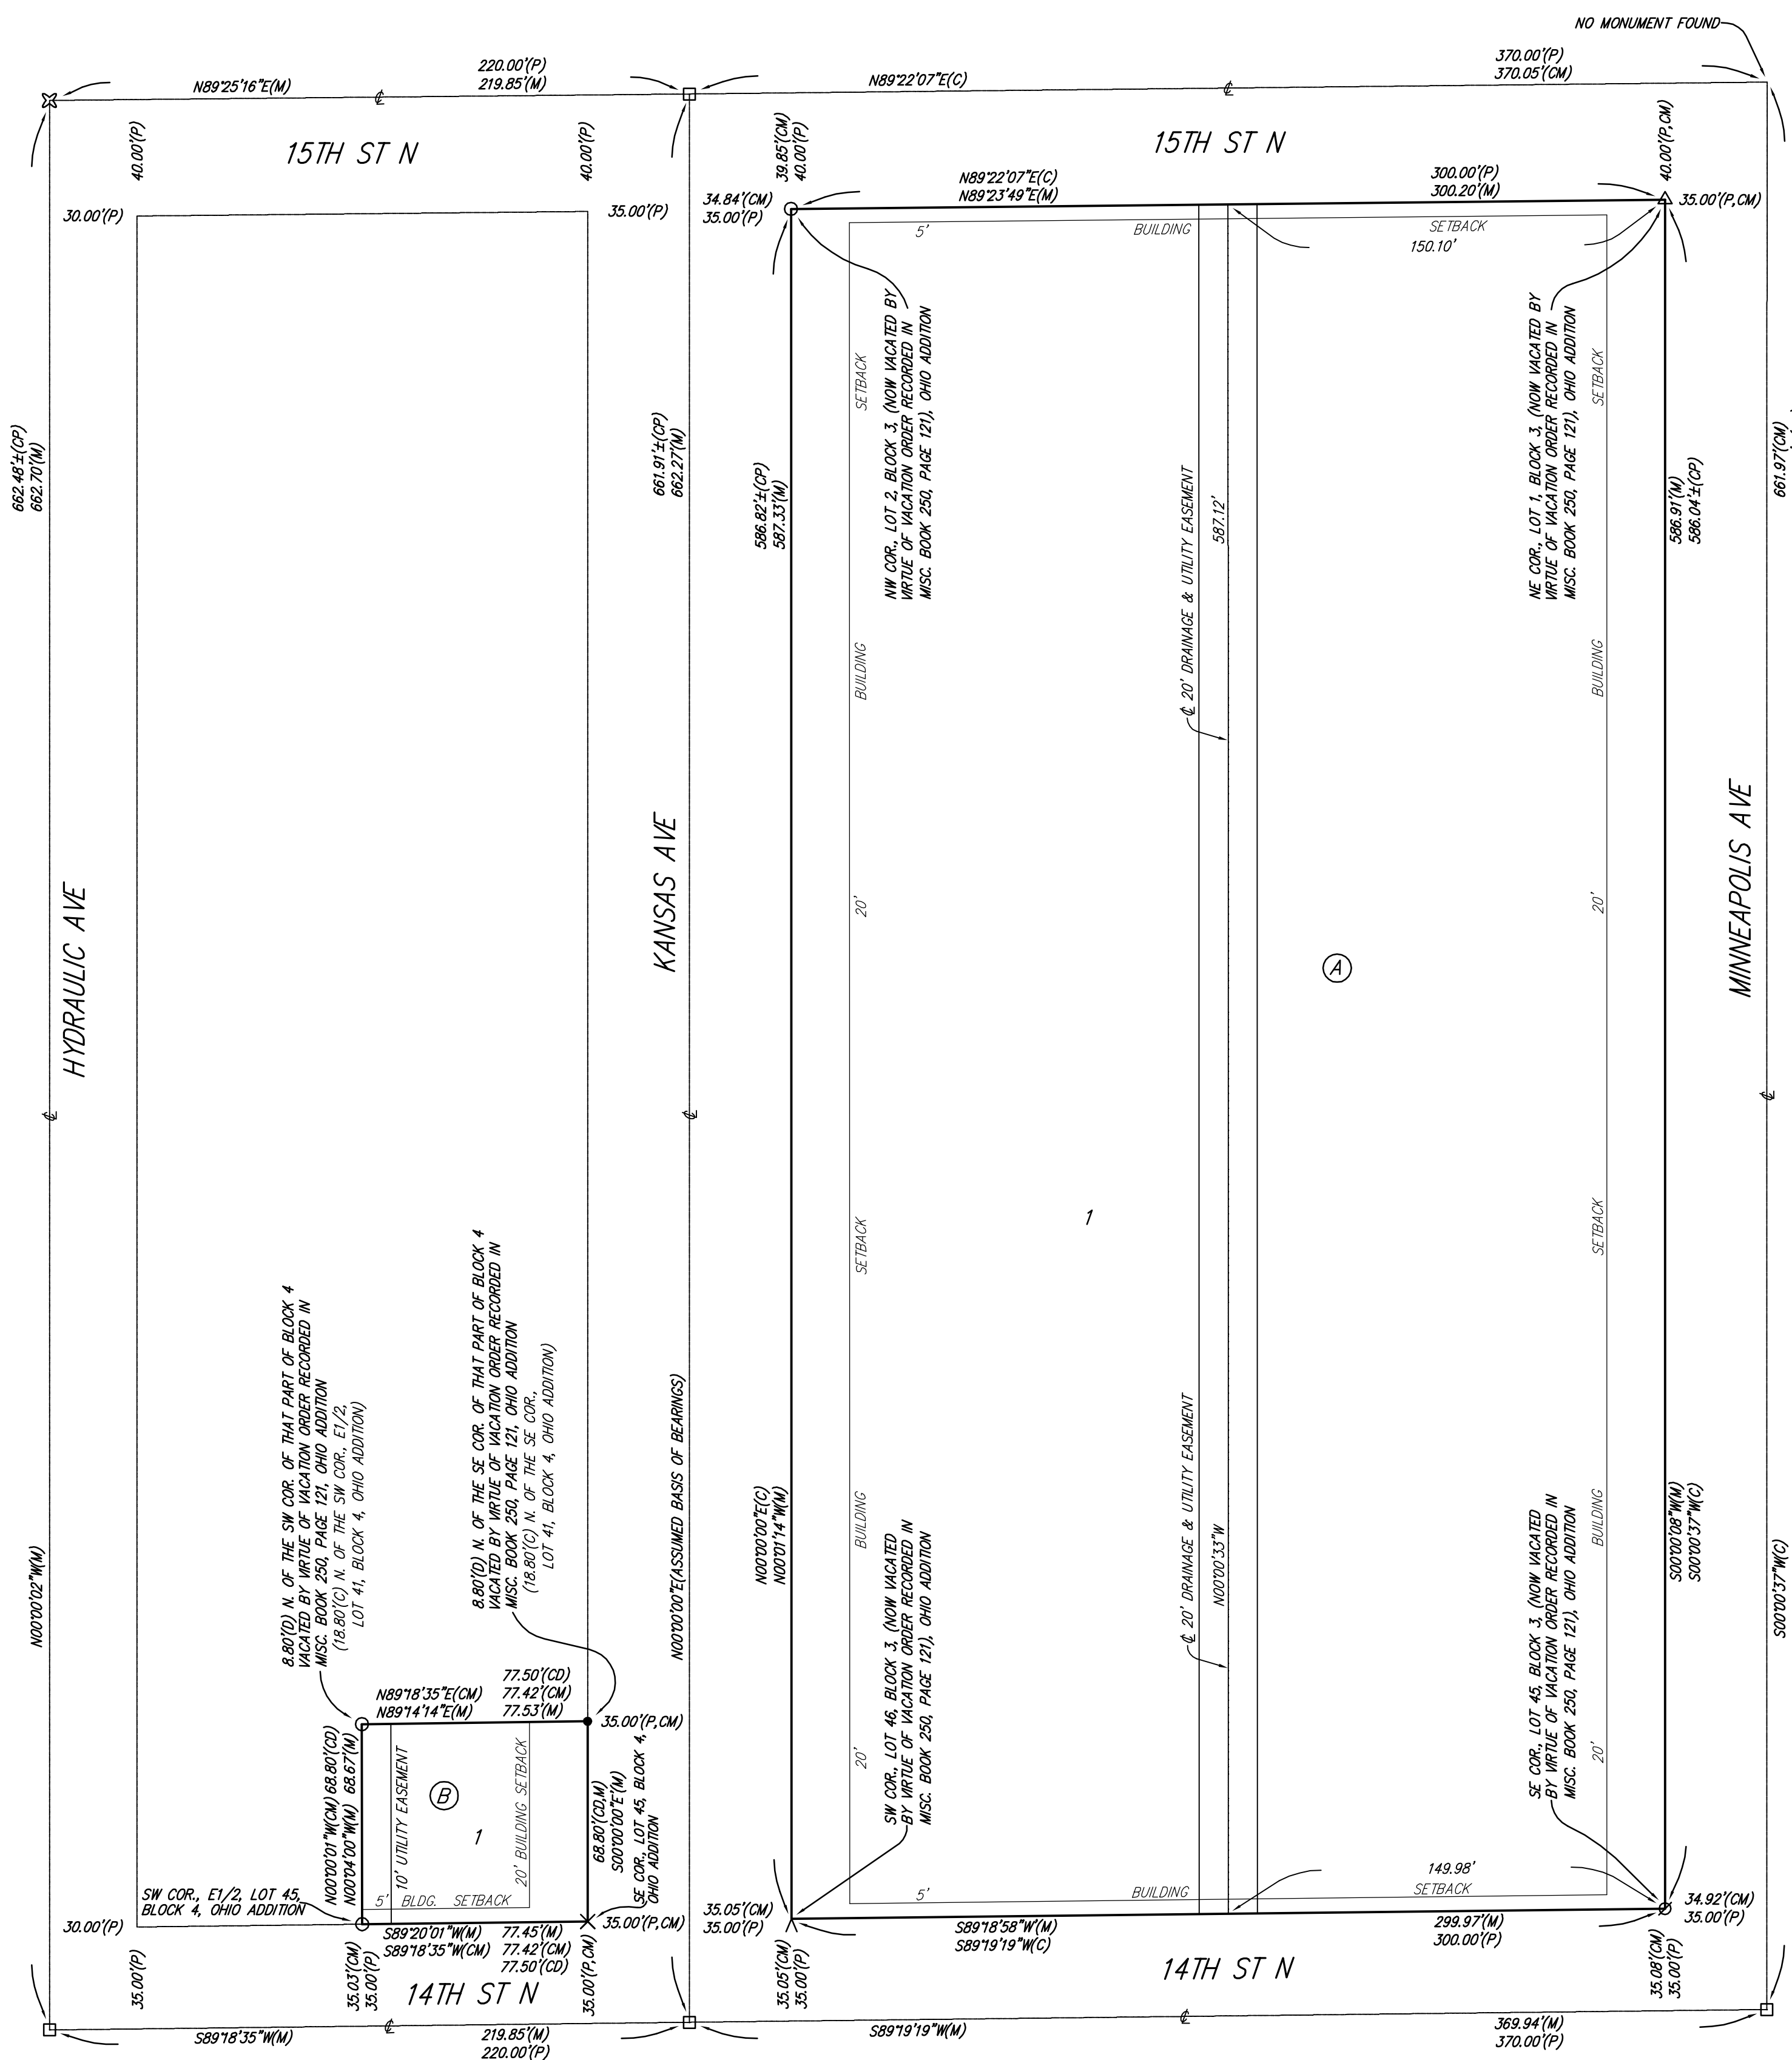 NO MONUMENT FOUND
N89°25'16"E(M)
220.00'(P)
219.85'(M)
N89°22'07"E(C)
370.00'(P)
370.05'(CM)
40.00'(P)
15TH ST N
40.00'(P)
39.85'(CM)
40.00'(P)
15TH ST N
40.00'(P,CM)
30.00'(P)
35.00'(P)
34.84'(CM)
35.00'(P)
N89°22'07"E(C)
N89°23'49"E(M)
300.00'(P)
300.20'(M)
35.00'(P,CM)
5'
BUILDING
SETBACK
150.10'
NW COR., LOT 2, BLOCK 3, (NOW VACATED BY
VIRTUE OF VACATION ORDER RECORDED IN
MISC. BOOK 250, PAGE 121), OHIO ADDITION
NE COR., LOT 1, BLOCK 3, (NOW VACATED BY
VIRTUE OF VACATION ORDER RECORDED IN
MISC. BOOK 250, PAGE 121), OHIO ADDITION
SETBACK
SETBACK
662.48'±(CP)
662.70'(M)
661.91'±(CP)
662.27'(M)
586.82'±(CP)
587.33'(M)
₵ 20' DRAINAGE & UTILITY EASEMENT
587.12'
586.91'(M)
586.04'±(CP)
661.97'(CM)
BUILDING
BUILDING
HYDRAULIC AVE
KANSAS AVE
MINNEAPOLIS AVE
20'
20'
A
1
SETBACK
SETBACK
8.80'(D) N. OF THE SW COR. OF THAT PART OF BLOCK 4
VACATED BY VIRTUE OF VACATION ORDER RECORDED IN
MISC. BOOK 250, PAGE 121, OHIO ADDITION
(18.80'(C) N. OF THE SW COR., E1/2,
LOT 41, BLOCK 4, OHIO ADDITION)
8.80'(D) N. OF THE SE COR. OF THAT PART OF BLOCK 4
VACATED BY VIRTUE OF VACATION ORDER RECORDED IN
MISC. BOOK 250, PAGE 121, OHIO ADDITION
(18.80'(C) N. OF THE SE COR.,
LOT 41, BLOCK 4, OHIO ADDITION)
N00°00'02"W(M)
N00°00'00"E(ASSUMED BASIS OF BEARINGS)
N00°00'00"E(C)
N00°01'14"W(M)
BUILDING
SW COR., LOT 46, BLOCK 3, (NOW VACATED
BY VIRTUE OF VACATION ORDER RECORDED IN
MISC. BOOK 250, PAGE 121), OHIO ADDITION
₵ 20' DRAINAGE & UTILITY EASEMENT
N00°00'33"W
SE COR., LOT 45, BLOCK 3, (NOW VACATED
BY VIRTUE OF VACATION ORDER RECORDED IN
MISC. BOOK 250, PAGE 121), OHIO ADDITION
BUILDING
S00°00'08"W(M)
S00°00'37"W(C)
S00°00'37"W(C)
N89°18'35"E(CM)
N89°14'14"E(M)
77.50'(CD)
77.42'(CM)
77.53'(M)
35.00'(P,CM)
N00°00'01"W(CM) 68.80'(CD)
N00°04'00"W(M) 68.67'(M)
10' UTILITY EASEMENT
B
1
20' BUILDING SETBACK
68.80'(CD,M)
S00°00'00"E'(M)
SE COR., LOT 45, BLOCK 4,
OHIO ADDITION
20'
20'
SW COR., E1/2, LOT 45,
BLOCK 4, OHIO ADDITION
5' BLDG. SETBACK
30.00'(P)
35.00'(P,CM)
35.05'(CM)
35.00'(P)
5'
BUILDING
SETBACK
149.98'
34.92'(CM)
35.00'(P)
S89°20'01"W(M)
S89°18'35"W(CM)
77.45'(M)
77.42'(CM)
77.50'(CD)
S89°18'58"W(M)
S89°19'19"W(C)
299.97'(M)
300.00'(P)
35.00'(P)
35.03'(CM)
35.00'(P)
14TH ST N
35.00'(P,CM)
35.05'(CM)
35.00'(P)
14TH ST N
35.08'(CM)
35.00'(P)
S89°18'35"W(M)
219.85'(M)
220.00'(P)
S89°19'19"W(M)
369.94'(M)
370.00'(P)